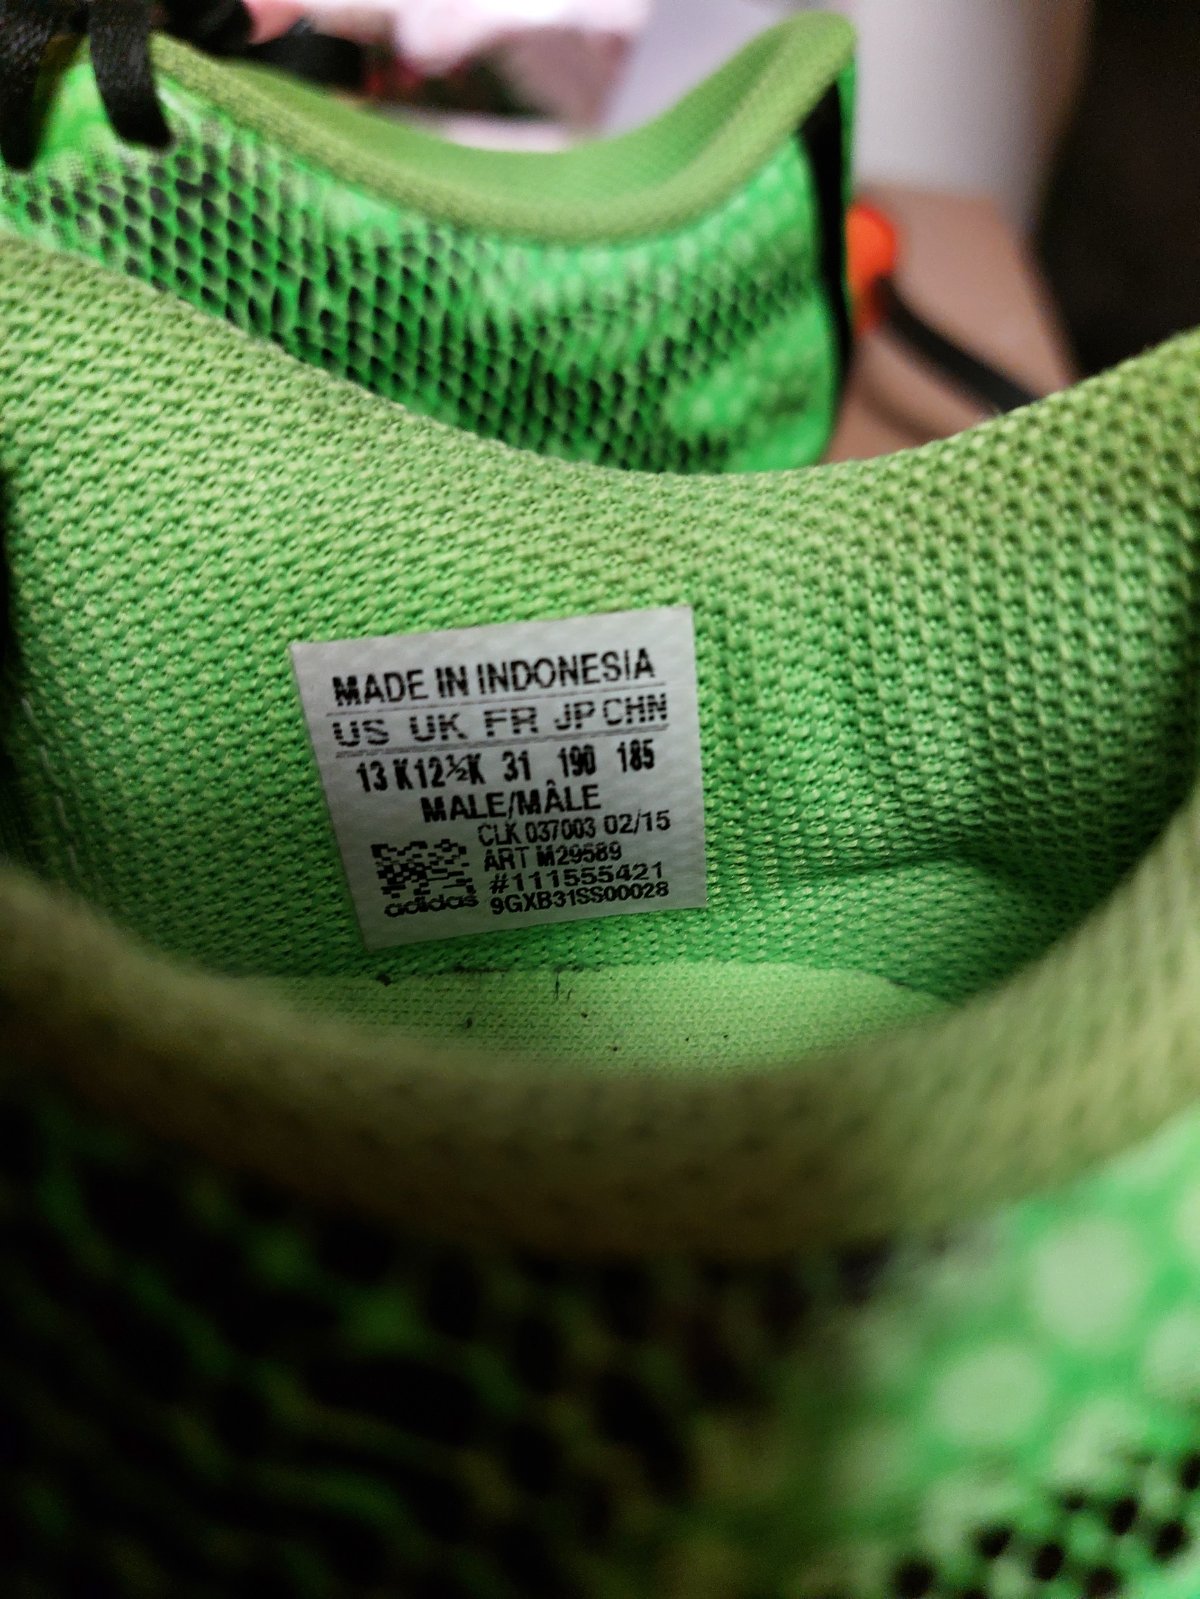 MADE IN INDONESIA
US UK FR JP CHN
13 K 12½K 31 190 185
MALE/MÂLE
CLK 037003 02/15
ART M29589
#111555421
adidas 9GXB31SS00028